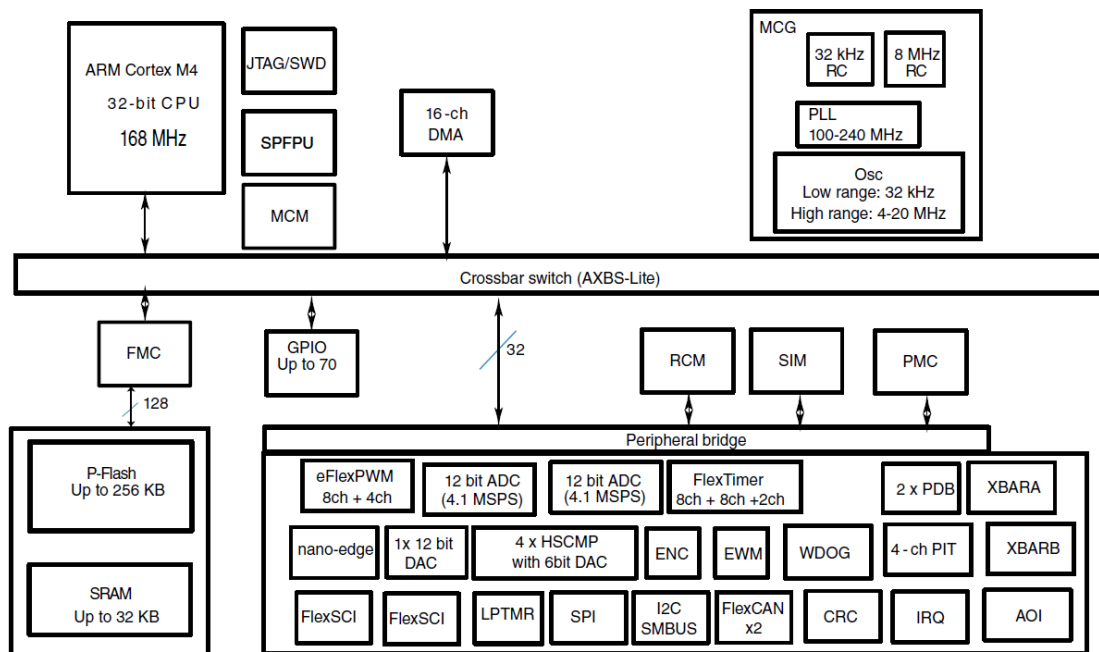 ARM Cortex M4
32-bit CPU
168 MHz
JTAG/SWD
SPFPU
MCM
16-ch
DMA
MCG
32 kHz
RC
8 MHz
RC
PLL
100-240 MHz
Osc
Low range: 32 kHz
High range: 4-20 MHz
Crossbar switch (AXBS-Lite)
FMC
GPIO
Up to 70
32
RCM
SIM
PMC
128
P-Flash
Up to 256 KB
SRAM
Up to 32 KB
Peripheral bridge
eFlexPWM
8ch + 4ch
12 bit ADC
(4.1 MSPS)
12 bit ADC
(4.1 MSPS)
FlexTimer
8ch + 8ch +2ch
2 x PDB
XBARA
nano-edge
1x 12 bit
DAC
4 x HSCMP
with 6bit DAC
ENC
EWM
WDOG
4-ch PIT
XBARB
FlexSCI
FlexSCI
LPTMR
SPI
I2C
SMBUS
FlexCAN
x2
CRC
IRQ
AOI